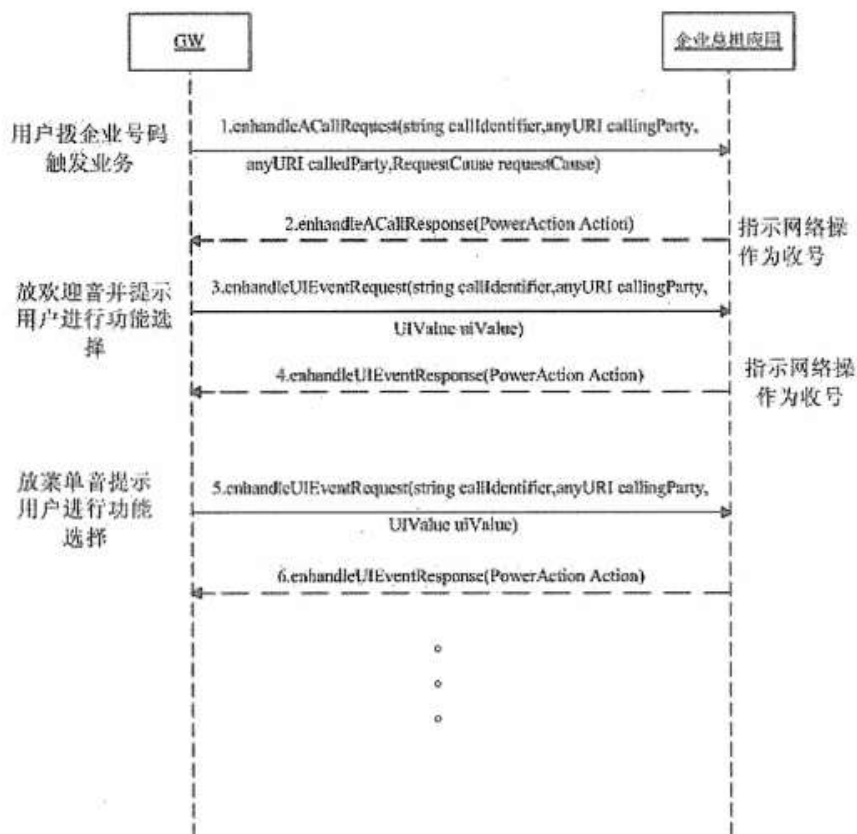 GW
企业总机应用
用户拨企业号码
触发业务
1.enhandleACallRequest(string callIdentifier,anyURI callingParty,
anyURI calledParty,RequestCause requestCause)
2.enhandleACallResponse(PowerAction Action)
指示网络操
作为收号
放欢迎音并提示
用户进行功能选
择
3.enhandleUIEventRequest(string callIdentifier,anyURI callingParty,
UIValue uiValue)
4.enhandleUIEventResponse(PowerAction Action)
指示网络操
作为收号
放菜单音提示
用户进行功能
选择
5.enhandleUIEventRequest(string callIdentifier,anyURI callingParty,
UIValue uiValue)
6.enhandleUIEventResponse(PowerAction Action)